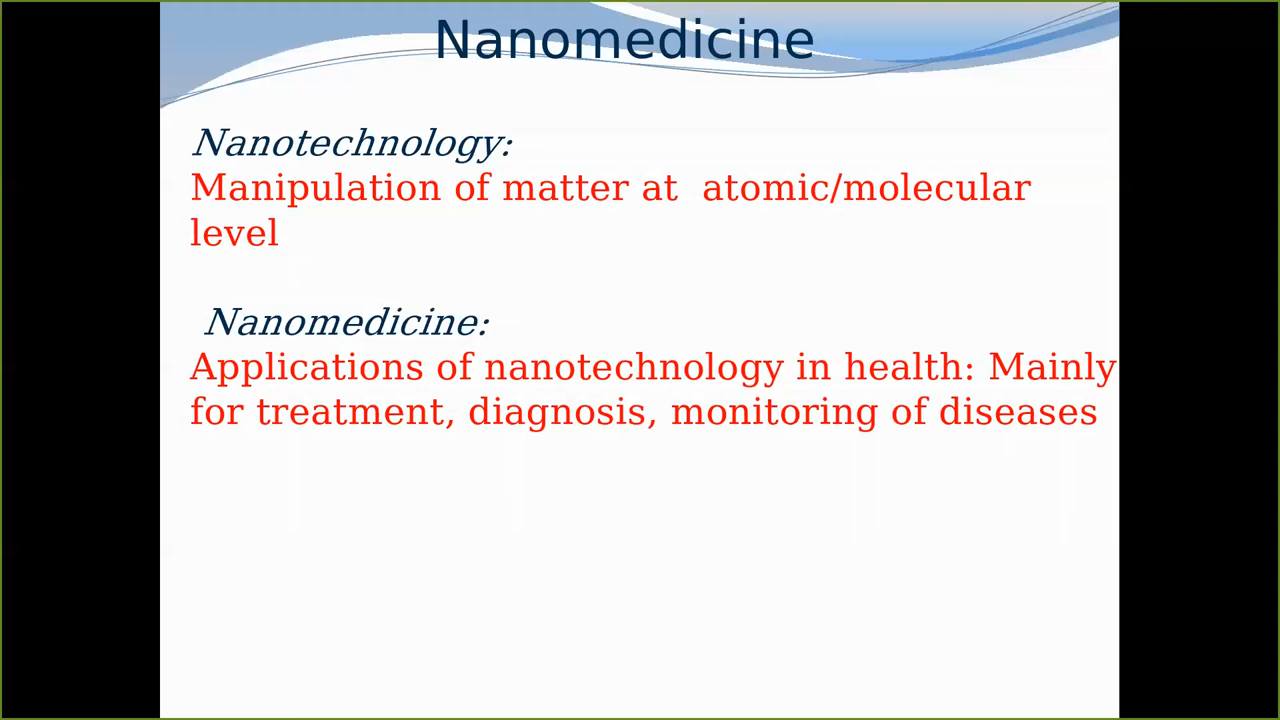 Nanomedicine
Nanotechnology:
Manipulation of matter at  atomic/molecular
level
Nanomedicine:
Applications of nanotechnology in health: Mainly
for treatment, diagnosis, monitoring of diseases